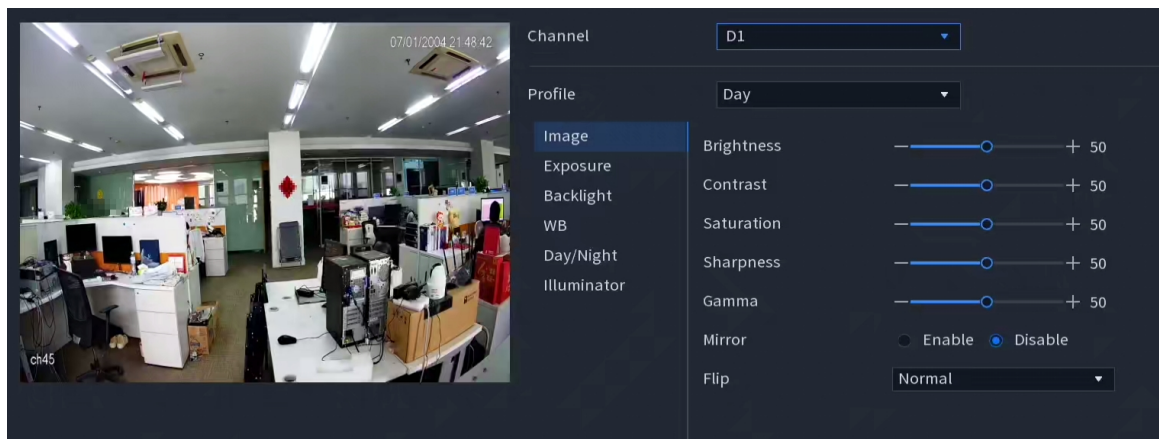 07/01/2004 21:48:42
ch45
Channel
D1
Profile
Day
Image
Exposure
Backlight
WB
Day/Night
Illuminator
Brightness — + 50
Contrast — + 50
Saturation — + 50
Sharpness — + 50
Gamma — + 50
Mirror Enable Disable
Flip Normal